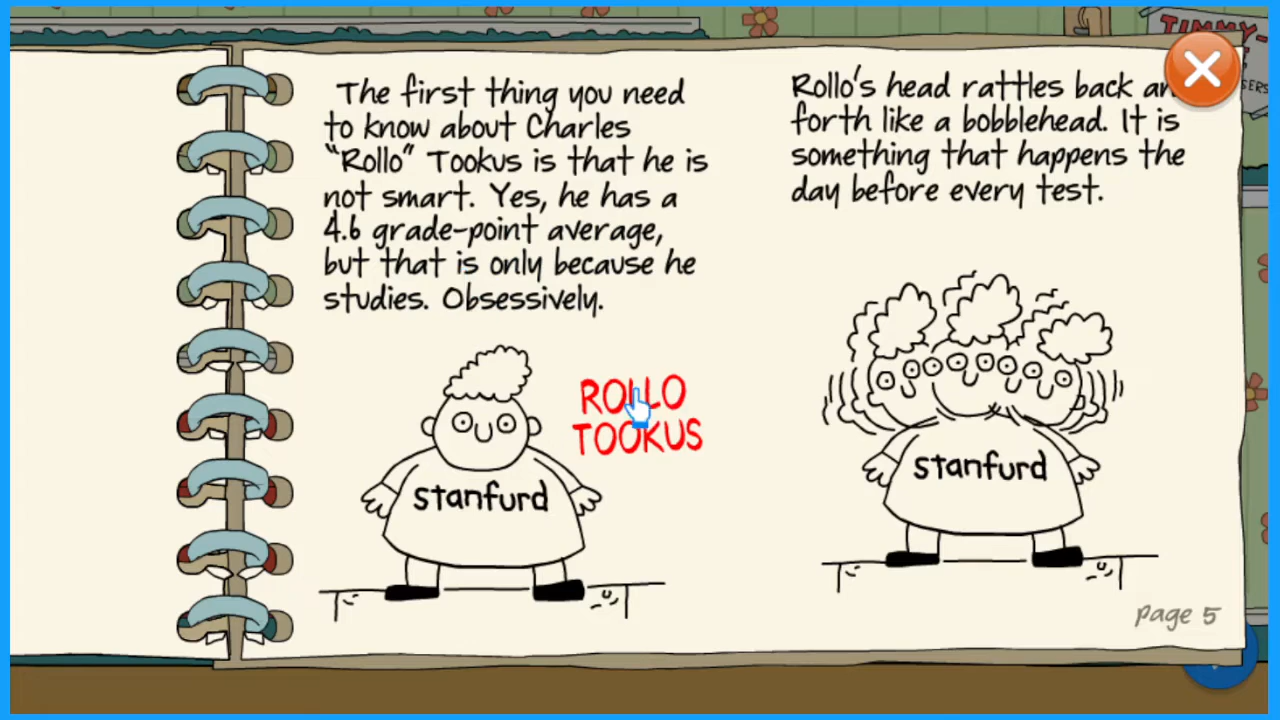 The first thing you need
to know about Charles
"Rollo" Tookus is that he is
not smart. Yes, he has a
4.6 grade-point average,
but that is only because he
studies. Obsessively.
ROLLO
TOOKUS
stanfurd
Rollo's head rattles back an
forth like a bobblehead. It is
something that happens the
day before every test.
stanfurd
page 5
TIMMY-